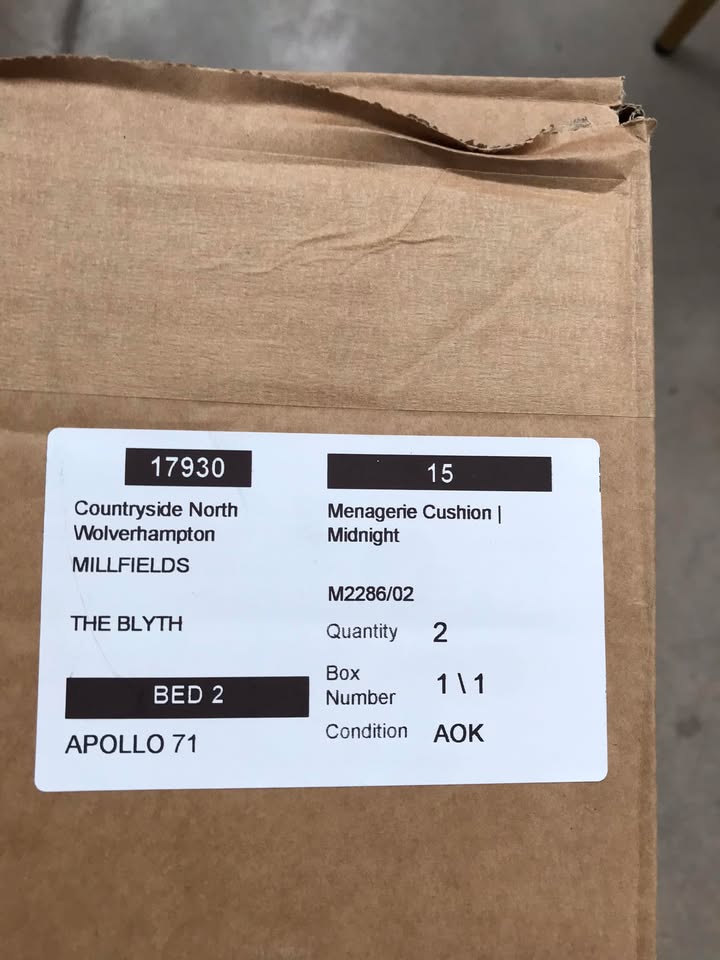 17930
Countryside North
Wolverhampton
MILLFIELDS
THE BLYTH
BED 2
APOLLO 71
15
Menagerie Cushion |
Midnight
M2286/02
Quantity 2
Box
Number 1 \ 1
Condition AOK